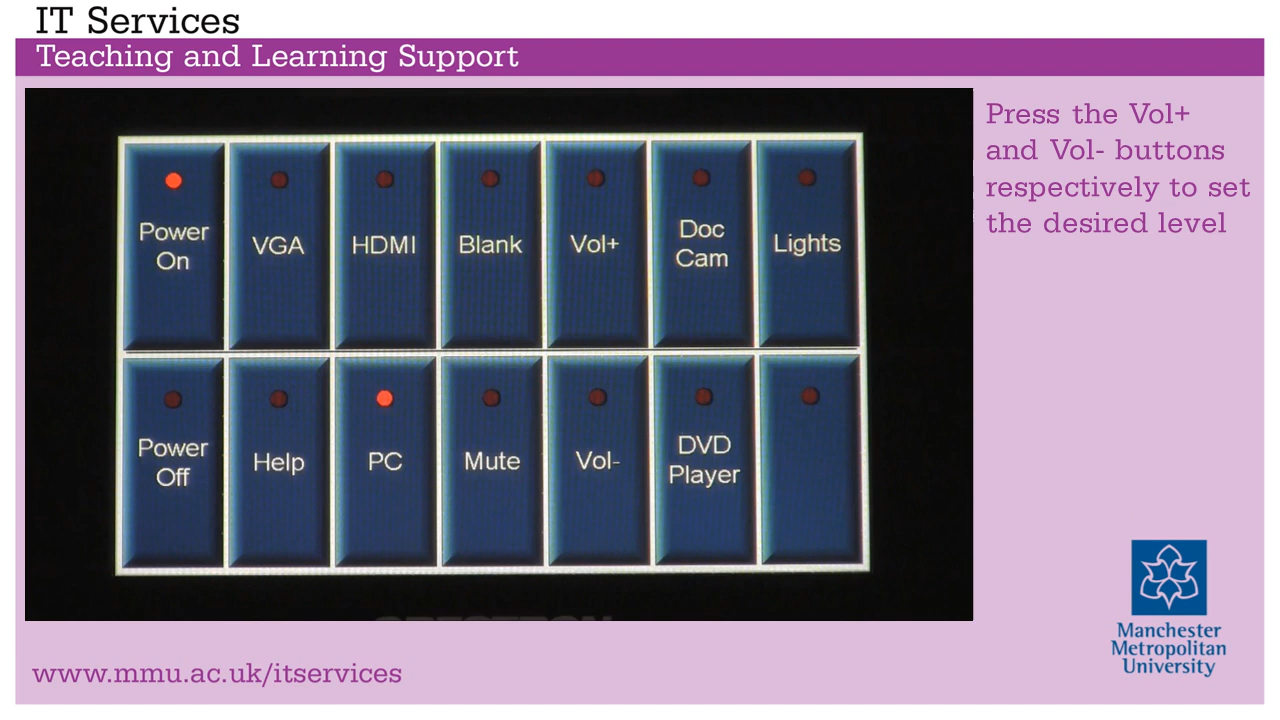 IT Services
Teaching and Learning Support
Power
On
VGA
HDMI
Blank
Vol+
Doc
Cam
Lights
Power
Off
Help
PC
Mute
Vol-
DVD
Player
Press the Vol+
and Vol- buttons
respectively to set
the desired level
www.mmu.ac.uk/itservices
Manchester
Metropolitan
University